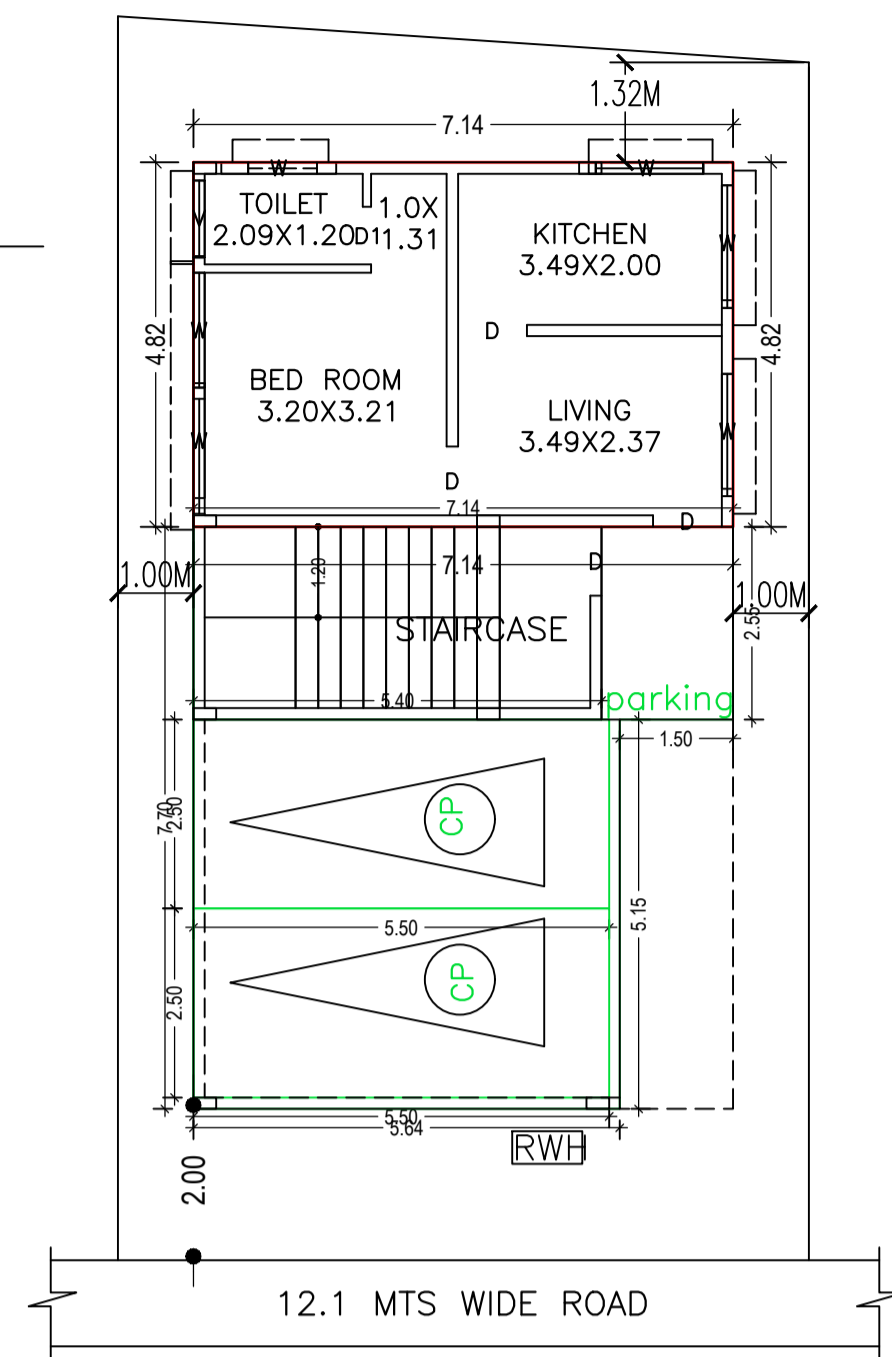 1.32M
7.14
W
W
TOILET
2.09X1.20
D1
1.0X
1.31
KITCHEN
3.49X2.00
W
W
4.82
4.82
W
D
BED ROOM
3.20X3.21
LIVING
3.49X2.37
W
W
D
7.14
D
7.14
D
1.20
1.00M
1.00M
2.55
STAIRCASE
5.40
parking
1.50
7.70
2.50
CP
5.50
5.15
2.50
CP
5.50
5.64
RWH
2.00
12.1 MTS WIDE ROAD